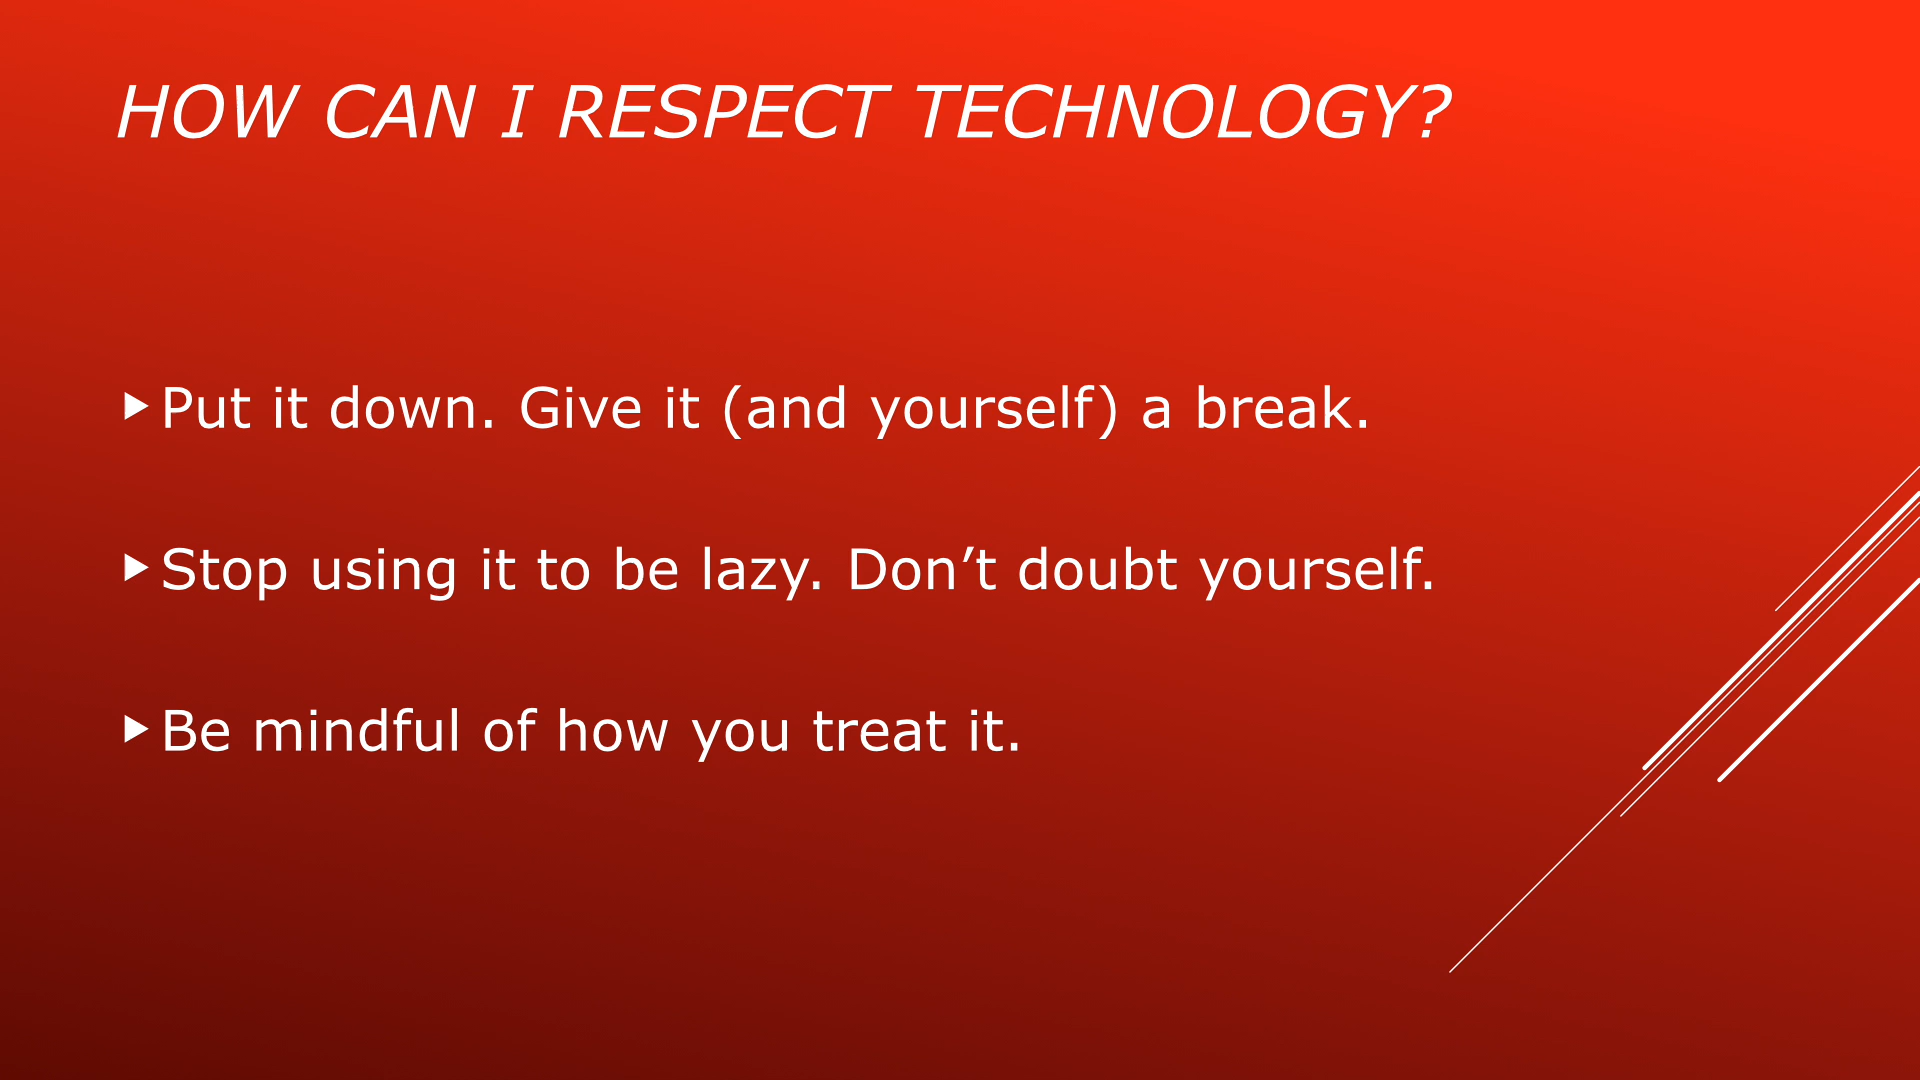 HOW CAN I RESPECT TECHNOLOGY?
Put it down. Give it (and yourself) a break.
Stop using it to be lazy. Don’t doubt yourself.
Be mindful of how you treat it.